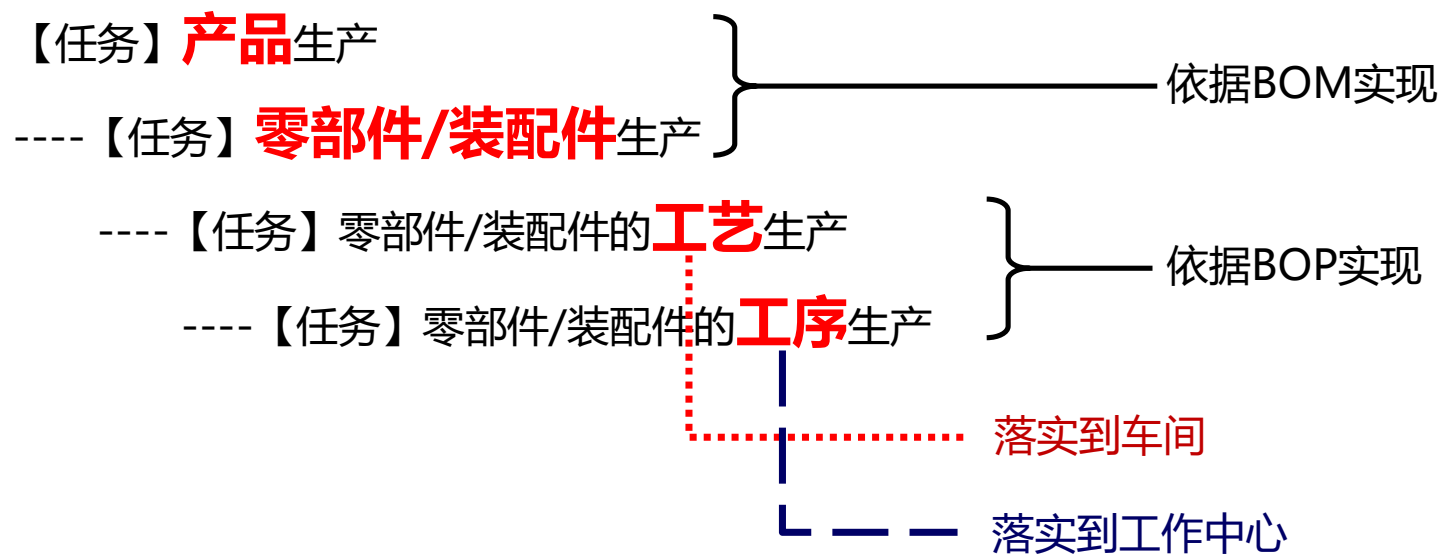 【任务】产品生产
依据BOM实现
----【任务】零部件/装配件生产
----【任务】零部件/装配件的工艺生产
依据BOP实现
----【任务】零部件/装配件的工序生产
落实到车间
落实到工作中心